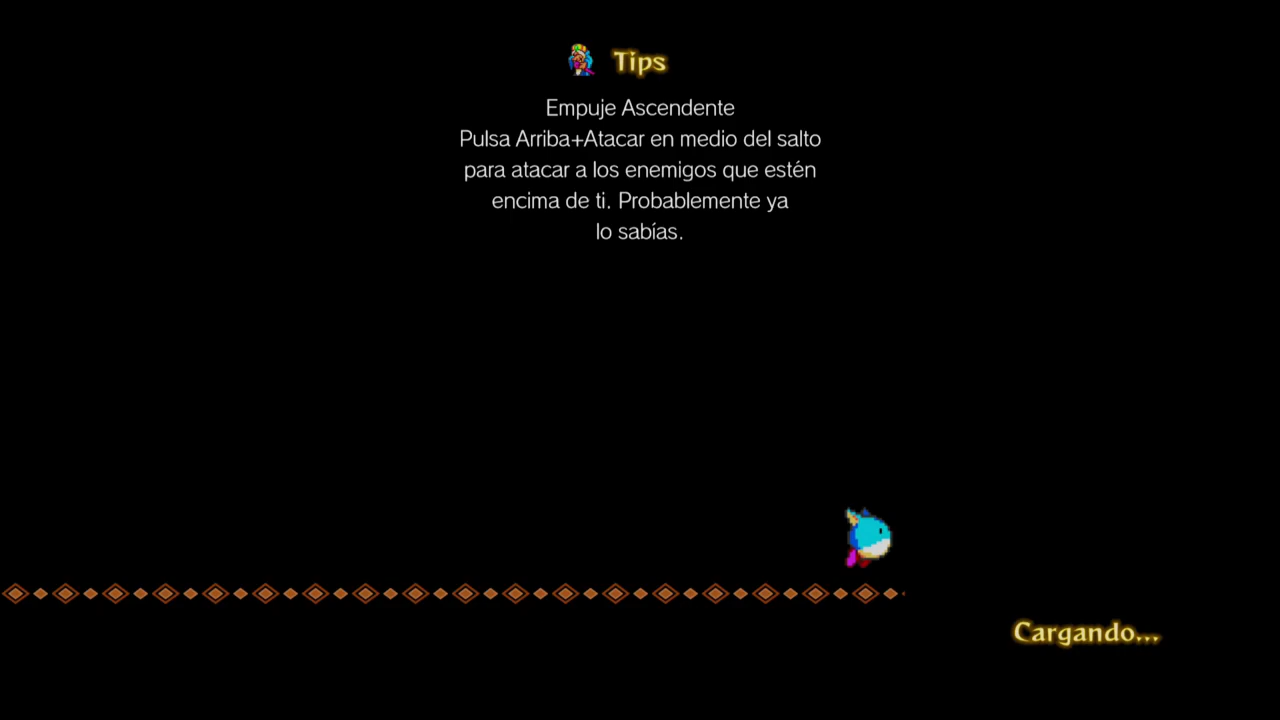 Tips
Empuje Ascendente
Pulsa Arriba+Atacar en medio del salto
para atacar a los enemigos que estén
encima de ti. Probablemente ya
lo sabías.
Cargando...